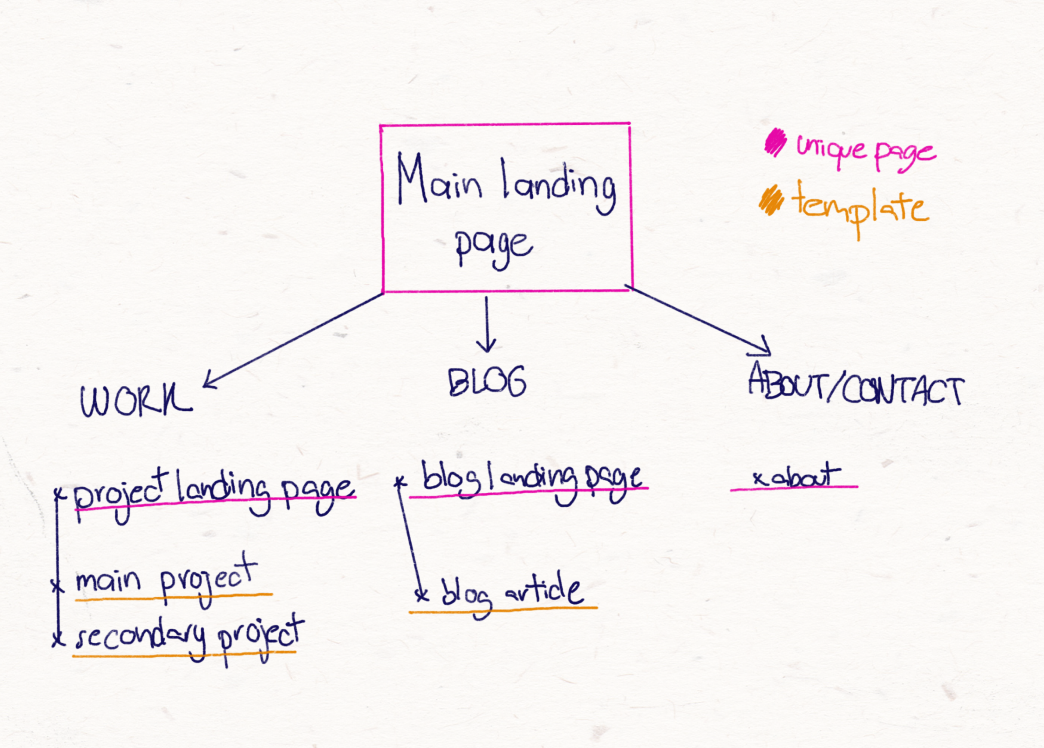 Main landing
page
unique page
template
WORK
BLOG
ABOUT/CONTACT
* project landing page
* main project
* secondary project
* blog landing page
* blog article
* about